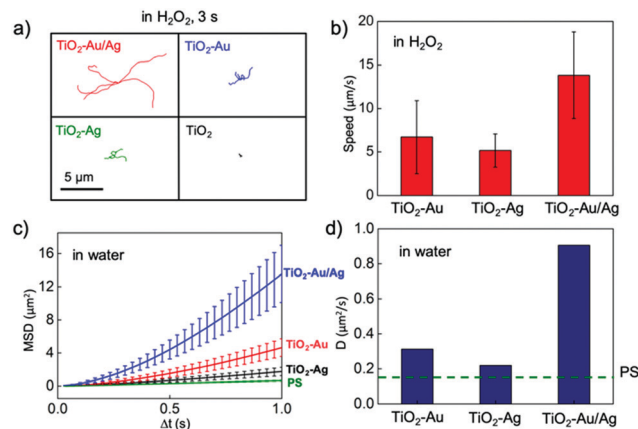 a)
in H₂O₂, 3 s
TiO₂-Au/Ag
TiO₂-Au
TiO₂-Ag
TiO₂
5 µm
b)
in H₂O₂
Speed (µm/s)
20
15
10
5
0
TiO₂-Au
TiO₂-Ag
TiO₂-Au/Ag
c)
in water
MSD (µm²)
16
12
8
4
0
TiO₂-Au/Ag
TiO₂-Au
TiO₂-Ag
PS
0.0
0.5
1.0
Δt (s)
d)
in water
D (µm²/s)
1.0
0.8
0.6
0.4
0.2
0.0
PS
TiO₂-Au
TiO₂-Ag
TiO₂-Au/Ag